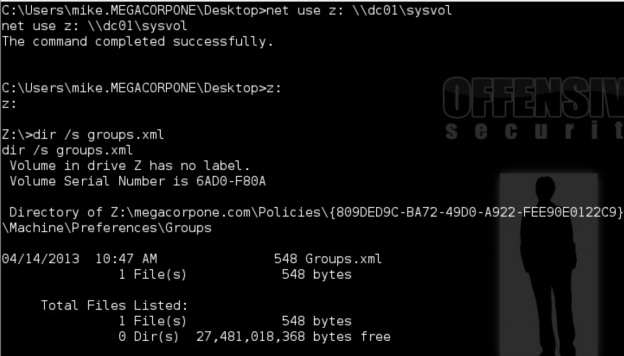 C:\Users\mike.MEGACORPONE\Desktop>net use z: \\dc01\sysvol
net use z: \\dc01\sysvol
The command completed successfully.
C:\Users\mike.MEGACORPONE\Desktop>z:
z:
Z:\>dir /s groups.xml
dir /s groups.xml
 Volume in drive Z has no label.
 Volume Serial Number is 6AD0-F80A
 Directory of Z:\megacorpone.com\Policies\{809DED9C-BA72-49D0-A922-FEE90E0122C9}
\Machine\Preferences\Groups
04/14/2013  10:47 AM               548 Groups.xml
               1 File(s)            548 bytes
     Total Files Listed:
               1 File(s)            548 bytes
               0 Dir(s)  27,481,018,368 bytes free
OFFENSIV
securit